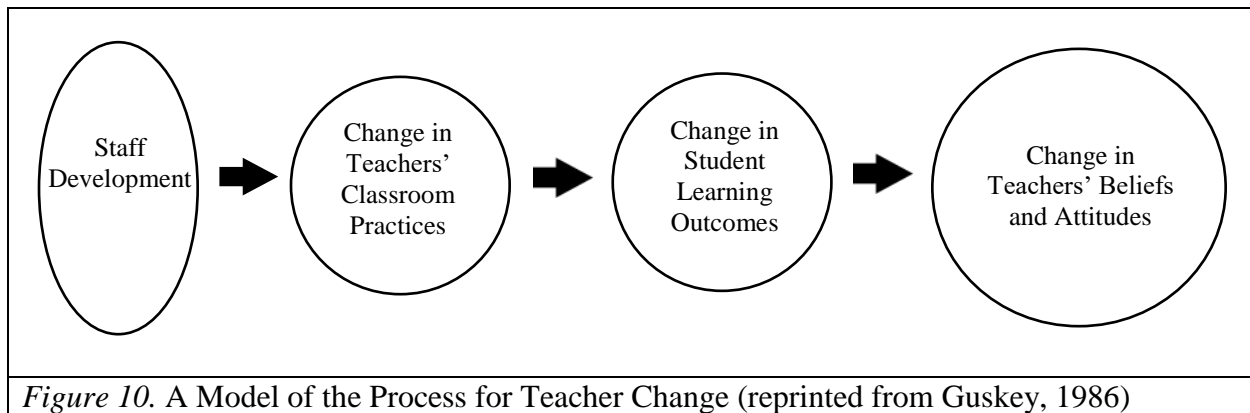 Staff
Development
Change in
Teachers’
Classroom
Practices
Change in
Student
Learning
Outcomes
Change in
Teachers’ Beliefs
and Attitudes
Figure 10. A Model of the Process for Teacher Change (reprinted from Guskey, 1986)